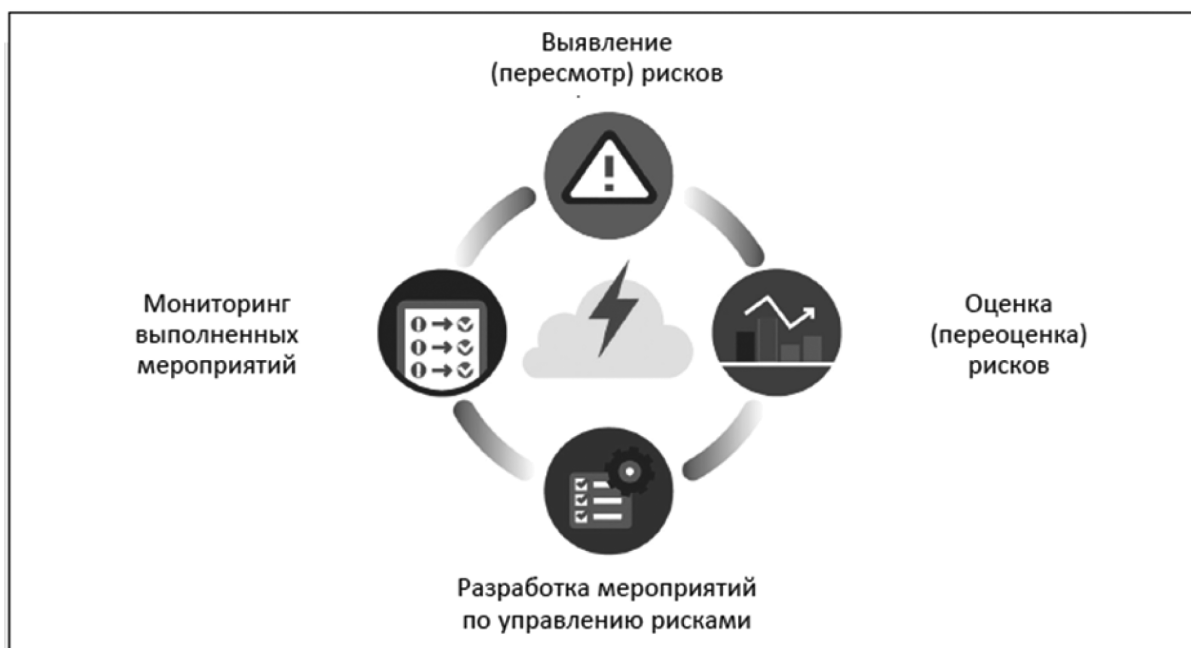 Выявление
(пересмотр) рисков
Мониторинг
выполненных
мероприятий
Оценка
(переоценка)
рисков
Разработка мероприятий
по управлению рисками